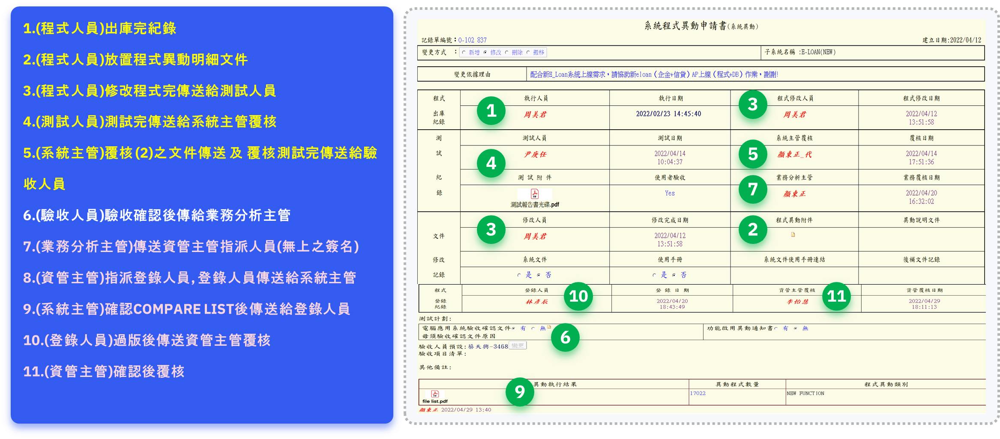 1.(程式人員)出庫完紀錄
2.(程式人員)放置程式異動明細文件
3.(程式人員)修改程式完傳送給測試人員
4.(測試人員)測試完傳送給系統主管覆核
5.(系統主管)覆核(2)之文件傳送 及 覆核測試完傳送給驗
收人員
6.(驗收人員)驗收確認後傳給業務分析主管
7.(業務分析主管)傳送資管主管指派人員(無上之簽名)
8.(資管主管)指派登錄人員,登錄人員傳送給系統主管
9.(系統主管)確認COMPARE LIST後傳送給登錄人員
10.(登錄人員)過版後傳送資管主管覆核
11.(資管主管)確認後覆核
系統程式異動申請書(系統異動)
記錄單編號：O-102 837 建立日期:2022/04/12
變更方式 ： 新增 修改 刪除 搬移 子系統名稱 :E-LOAN(NEW)
變更依據理由 配合新E_Loan系統上線需求，請協助新eloan（企金+信貸）AP上線（程式+DB）作業，謝謝!
程式 執行人員 執行日期 3 程式修改人員 程式修改日期
1 周美君 2022/02/23 14:45:40 周美君 2022/04/12
13:51:58
出庫
紀錄
測 測試人員 測試日期 系統主管覆核 覆核日期
試 4 尹庚任 2022/04/14 5 顏東正_代 2022/04/14
10:04:37 17:51:36
紀 測 試 附 件 使用者驗收 業務分析主管 業務覆核日期
錄 Yes 7 顏東正 2022/04/20
16:32:02
PDF
測試報告書光碟.pdf
修改人員 修改完成日期 程式異動附件 異動說明文件
文件 3 周美君 2022/04/12 2
13:51:58
修改 系統文件 使用手冊 系統文件使用手冊連結 後補文件記錄
記錄 是 否 是 否
程式 登錄人員 10 登 錄 日 期 資管主管覆核 11 資管覆核日期
登錄 林彥辰 2022/04/20 李怡慧 2022/04/29
紀錄 18:43:49 18:11:13
測試計劃:
電腦應用系統驗收確認文件 有 無 功能啟用異動通知書 有 無
毋須驗收確認文件原因 6
驗收人員預設:蔡天興-3468 變更
驗收項目清單:
其他備註:
異動執行結果 異動程式數量 程式異動類別
PDF 9 17022 NEW FUNCTION
file list.pdf
顏東正 2022/04/29 13:40